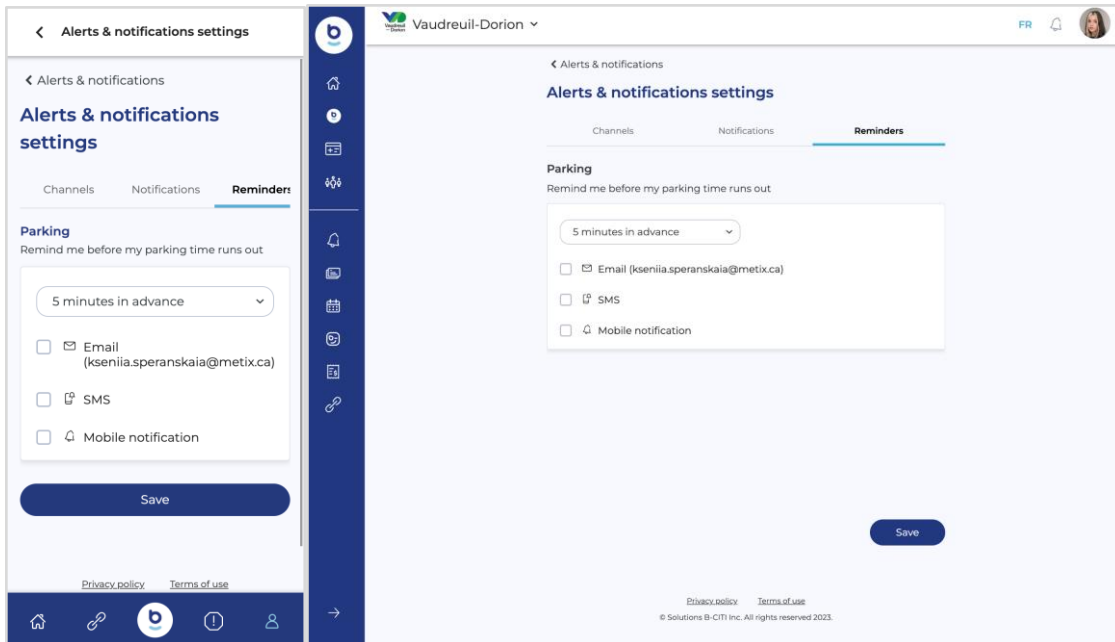 Alerts & notifications settings
Alerts & notifications
Alerts & notifications
settings
Channels Notifications Reminders
Parking
Remind me before my parking time runs out
5 minutes in advance
Email
(kseniia.speranskaia@metix.ca)
SMS
Mobile notification
Save
Privacy policy Terms of use
b
b
Vaudreuil-Dorion
Vaudreuil-Dorion
FR
Alerts & notifications
Alerts & notifications settings
Channels Notifications Reminders
Parking
Remind me before my parking time runs out
5 minutes in advance
Email (kseniia.speranskaia@metix.ca)
SMS
Mobile notification
Save
Privacy policy Terms of use
© Solutions B-CITI Inc. All rights reserved 2023.